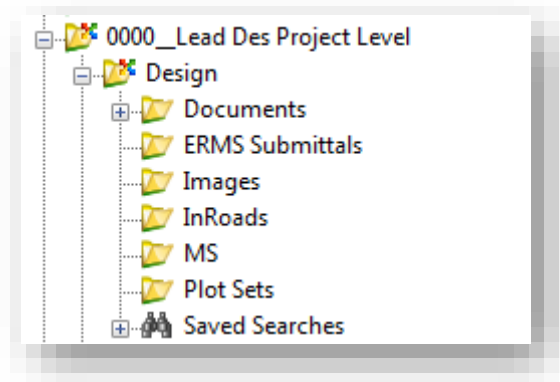 0000__Lead Des Project Level
Design
Documents
ERMS Submittals
Images
InRoads
MS
Plot Sets
Saved Searches